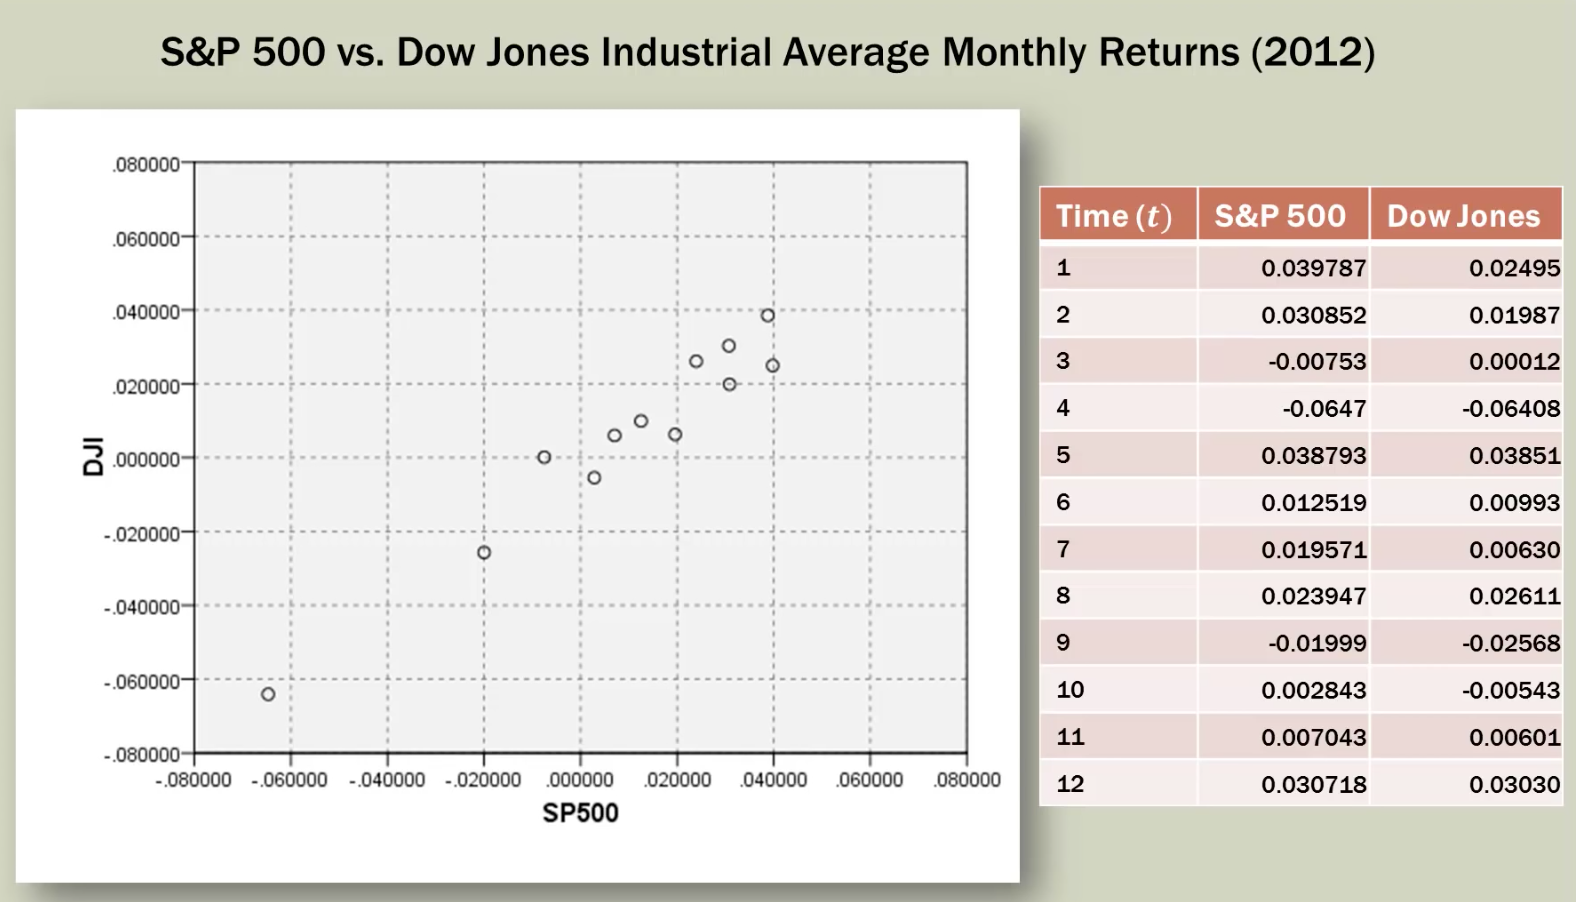 S&P 500 vs. Dow Jones Industrial Average Monthly Returns (2012)
.080000
.060000
.040000
.020000
.000000
-.020000
-.040000
-.060000
-.080000
DJI
-.080000 -.060000 -.040000 -.020000 .000000 .020000 .040000 .060000 .080000
SP500
Time (t) S&P 500 Dow Jones
1 0.039787 0.02495
2 0.030852 0.01987
3 -0.00753 0.00012
4 -0.0647 -0.06408
5 0.038793 0.03851
6 0.012519 0.00993
7 0.019571 0.00630
8 0.023947 0.02611
9 -0.01999 -0.02568
10 0.002843 -0.00543
11 0.007043 0.00601
12 0.030718 0.03030